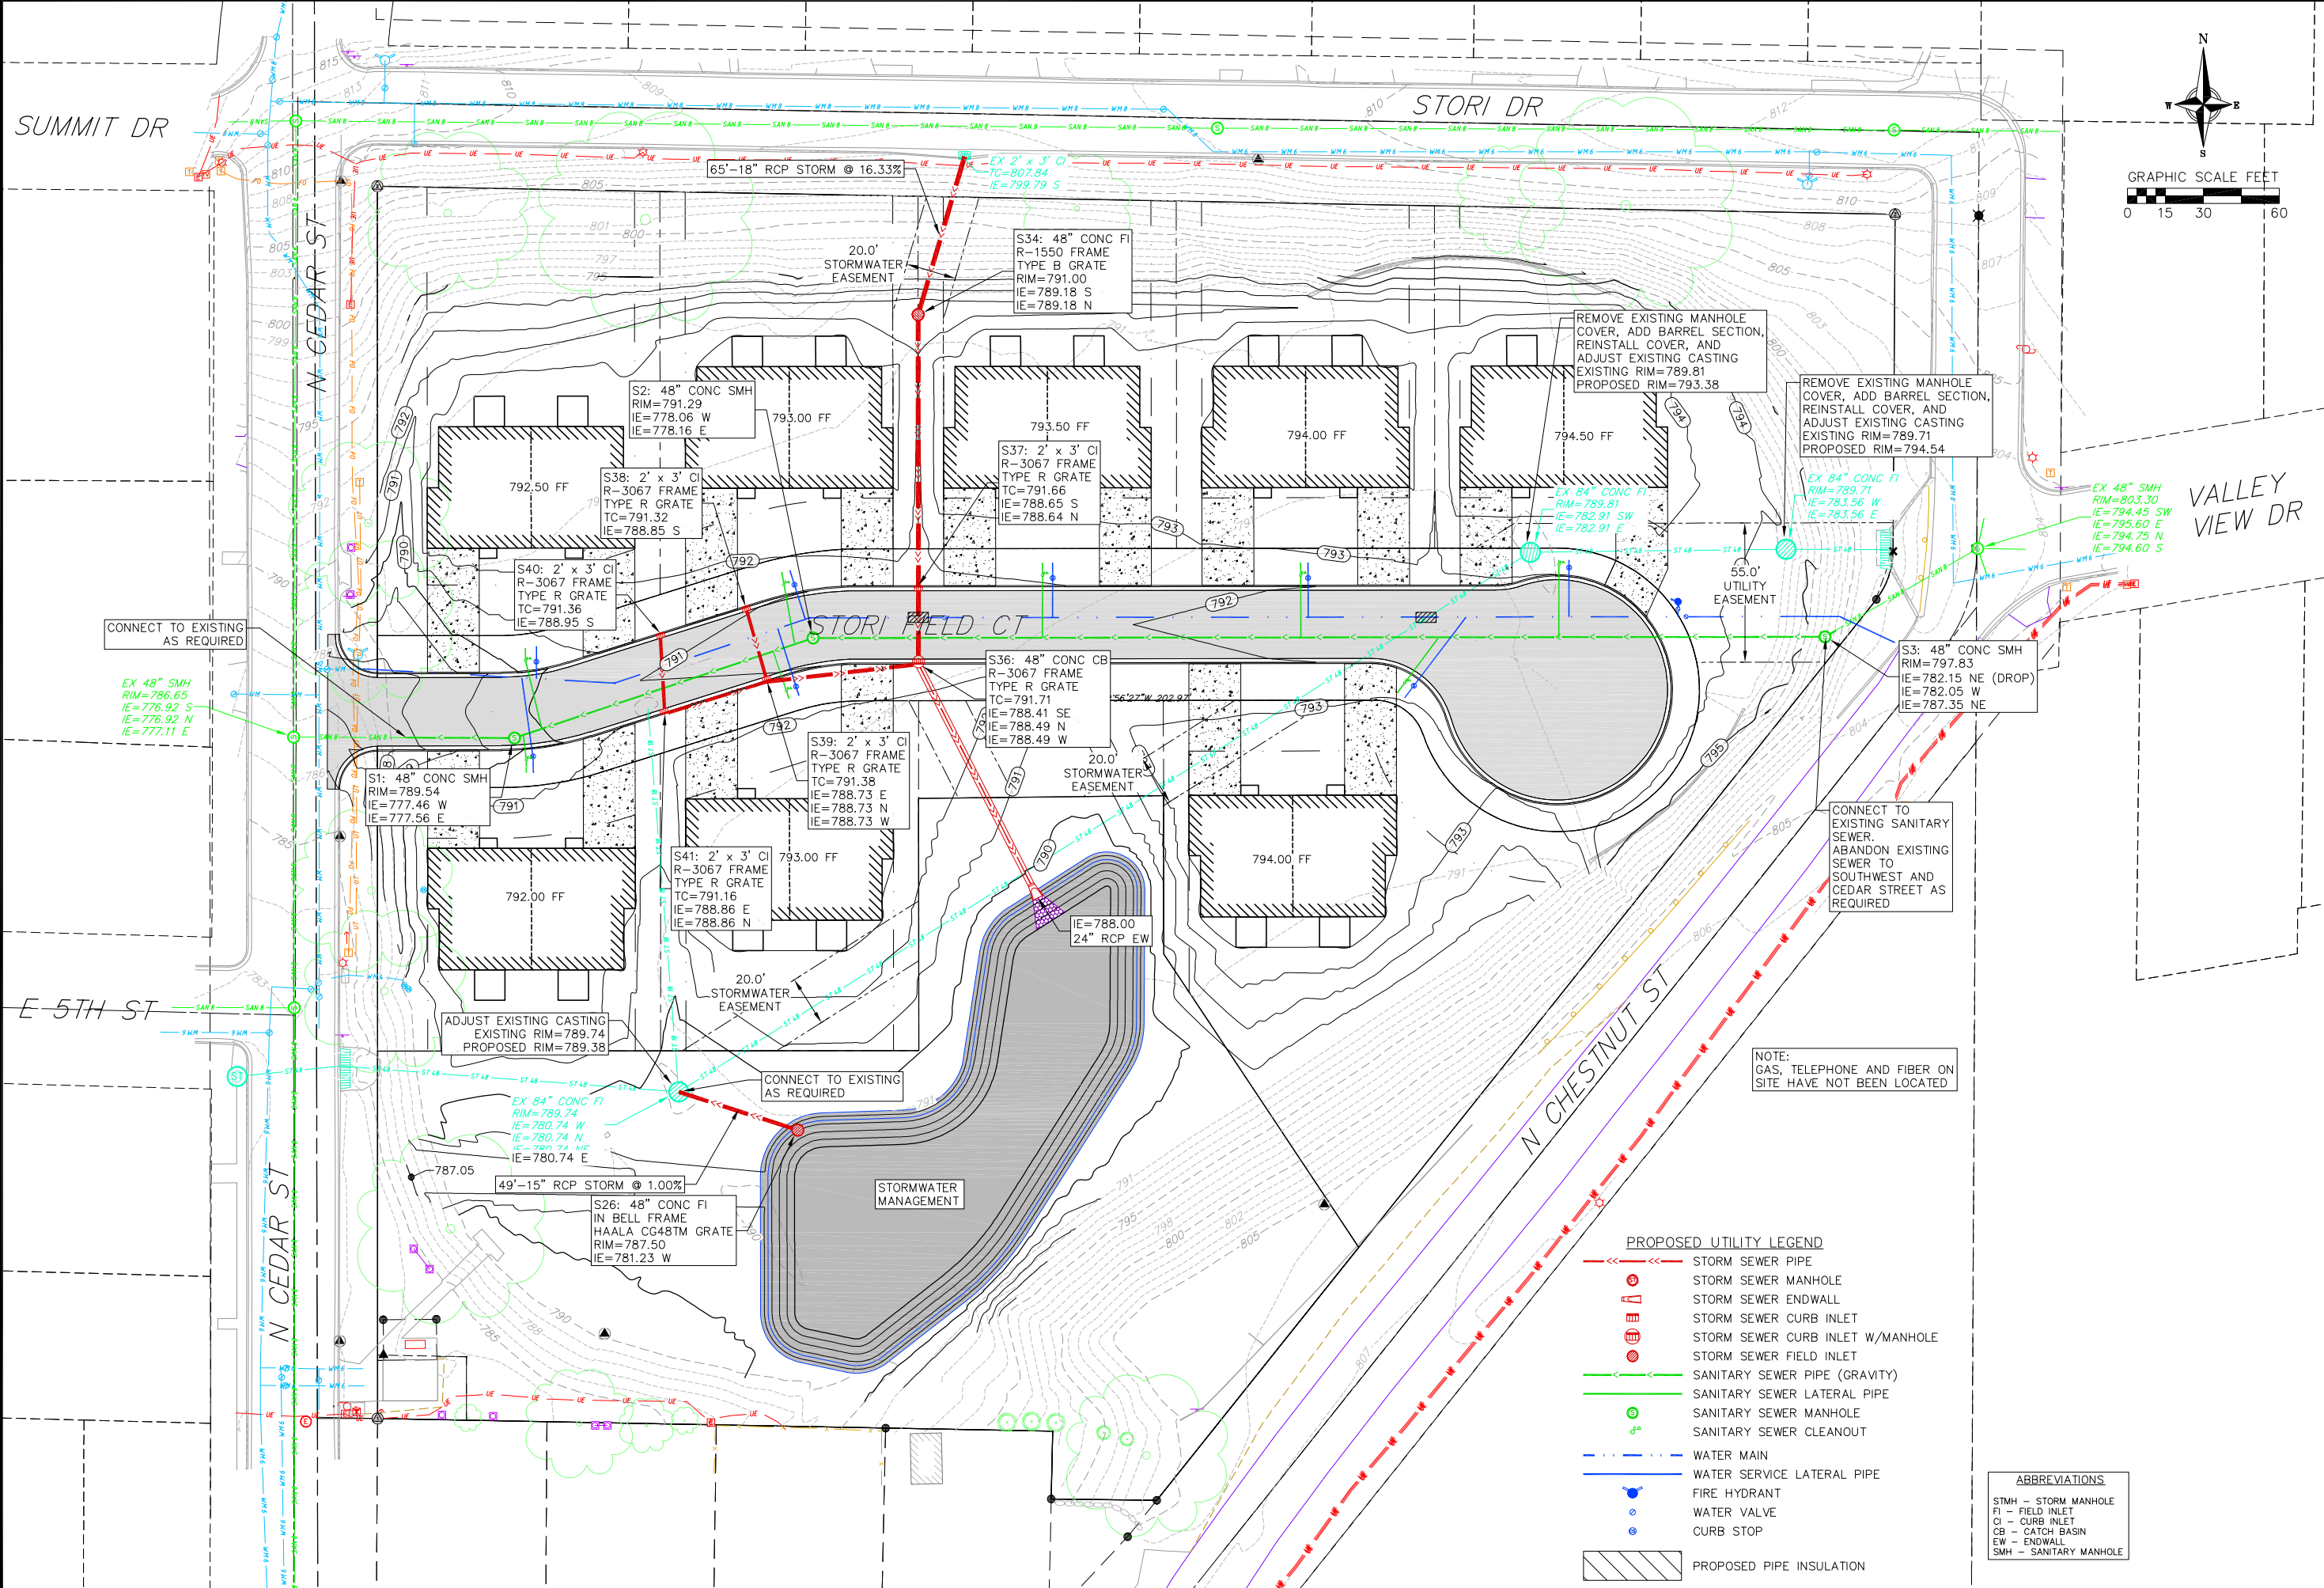 SUMMIT DR
STORI DR
N
W
E
S
GRAPHIC SCALE FEET
0 15 30 60
N CEDAR ST
65'-18" RCP STORM @ 16.33%
EX 2' x 3' CI
TC=807.84
IE=799.79 S
20.0'
STORMWATER
EASEMENT
S34: 48" CONC FI
R-1550 FRAME
TYPE B GRATE
RIM=791.00
IE=789.18 S
IE=789.18 N
REMOVE EXISTING MANHOLE
COVER, ADD BARREL SECTION,
REINSTALL COVER, AND
ADJUST EXISTING CASTING
EXISTING RIM=789.81
PROPOSED RIM=793.38
REMOVE EXISTING MANHOLE
COVER, ADD BARREL SECTION,
REINSTALL COVER, AND
ADJUST EXISTING CASTING
EXISTING RIM=789.71
PROPOSED RIM=794.54
S2: 48" CONC SMH
RIM=791.29
IE=778.06 W
IE=778.16 E
793.00 FF
793.50 FF
794.00 FF
794.50 FF
792.50 FF
S37: 2' x 3' CI
R-3067 FRAME
TYPE R GRATE
TC=791.66
IE=788.65 S
IE=788.64 N
S38: 2' x 3' CI
R-3067 FRAME
TYPE R GRATE
TC=791.32
IE=788.85 S
EX 84" CONC FI
RIM=789.81
IE=782.91 SW
IE=782.91 E
EX 84" CONC FI
RIM=789.71
IE=783.56 W
IE=783.56 E
EX 48" SMH
RIM=803.30
IE=794.45 SW
IE=795.60 E
IE=794.75 N
IE=794.60 S
VALLEY
VIEW DR
S40: 2' x 3' CI
R-3067 FRAME
TYPE R GRATE
TC=791.36
IE=788.95 S
55.0'
UTILITY
EASEMENT
CONNECT TO EXISTING
AS REQUIRED
STORI FIELD CT
S36: 48" CONC CB
R-3067 FRAME
TYPE R GRATE
TC=791.71
IE=788.41 SE
IE=788.49 N
IE=788.49 W
S3: 48" CONC SMH
RIM=797.83
IE=782.15 NE (DROP)
IE=782.05 W
IE=787.35 NE
EX 48" SMH
RIM=786.65
IE=776.92 S
IE=776.92 N
IE=777.11 E
S1: 48" CONC SMH
RIM=789.54
IE=777.46 W
IE=777.56 E
S39: 2' x 3' CI
R-3067 FRAME
TYPE R GRATE
TC=791.38
IE=788.73 E
IE=788.73 N
IE=788.73 W
20.0'
STORMWATER
EASEMENT
CONNECT TO
EXISTING SANITARY
SEWER.
ABANDON EXISTING
SEWER TO
SOUTHWEST AND
CEDAR STREET AS
REQUIRED
S41: 2' x 3' CI
R-3067 FRAME
TYPE R GRATE
TC=791.16
IE=788.86 E
IE=788.86 N
792.00 FF
793.00 FF
794.00 FF
IE=788.00
24" RCP EW
20.0'
STORMWATER
EASEMENT
E 5TH ST
ADJUST EXISTING CASTING
EXISTING RIM=789.74
PROPOSED RIM=789.38
CONNECT TO EXISTING
AS REQUIRED
EX 84" CONC FI
RIM=789.74
IE=780.74 W
IE=780.74 N
IE=780.74 NE
IE=780.74 E
787.05
49'-15" RCP STORM @ 1.00%
S26: 48" CONC FI
IN BELL FRAME
HAALA CG48TM GRATE
RIM=787.50
IE=781.23 W
STORMWATER
MANAGEMENT
N CHESTNUT ST
N CEDAR ST
NOTE:
GAS, TELEPHONE AND FIBER ON
SITE HAVE NOT BEEN LOCATED
PROPOSED UTILITY LEGEND
STORM SEWER PIPE
STORM SEWER MANHOLE
STORM SEWER ENDWALL
STORM SEWER CURB INLET
STORM SEWER CURB INLET W/MANHOLE
STORM SEWER FIELD INLET
SANITARY SEWER PIPE (GRAVITY)
SANITARY SEWER LATERAL PIPE
SANITARY SEWER MANHOLE
SANITARY SEWER CLEANOUT
WATER MAIN
WATER SERVICE LATERAL PIPE
FIRE HYDRANT
WATER VALVE
CURB STOP
PROPOSED PIPE INSULATION
ABBREVIATIONS
STMH - STORM MANHOLE
FI - FIELD INLET
CI - CURB INLET
CB - CATCH BASIN
EW - ENDWALL
SMH - SANITARY MANHOLE